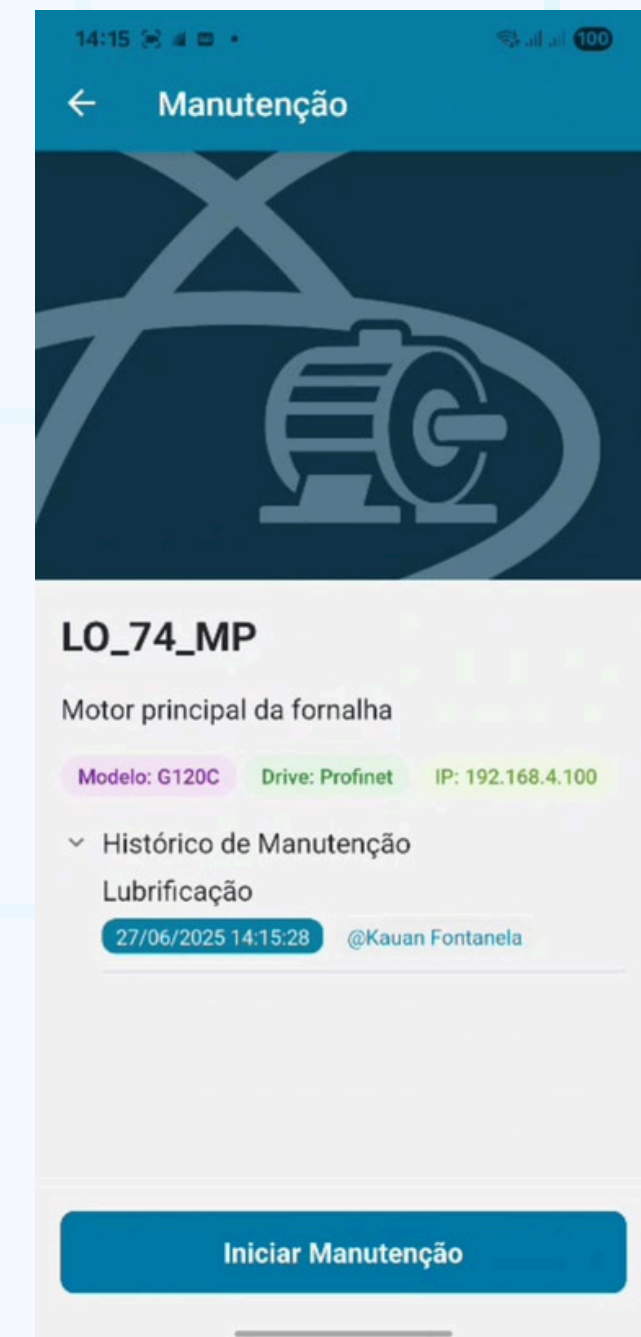 14:15 100
Manutenção
LO_74_MP
Motor principal da fornalha
Modelo: G120C Drive: Profinet IP: 192.168.4.100
Histórico de Manutenção
Lubrificação
27/06/2025 14:15:28 @Kauan Fontanela
Iniciar Manutenção